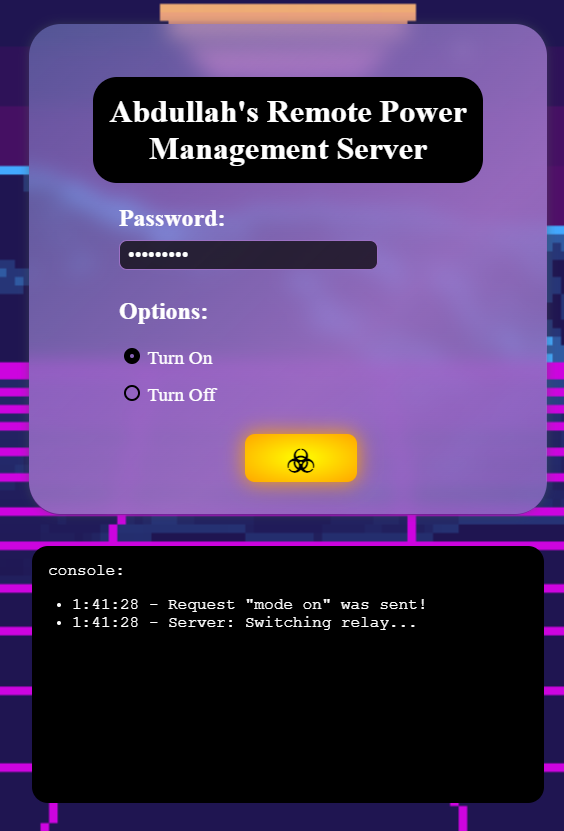 Abdullah's Remote Power
Management Server
Password:
•••••••••
Options:
Turn On
Turn Off
☣
console:
• 1:41:28 - Request "mode on" was sent!
• 1:41:28 - Server: Switching relay...